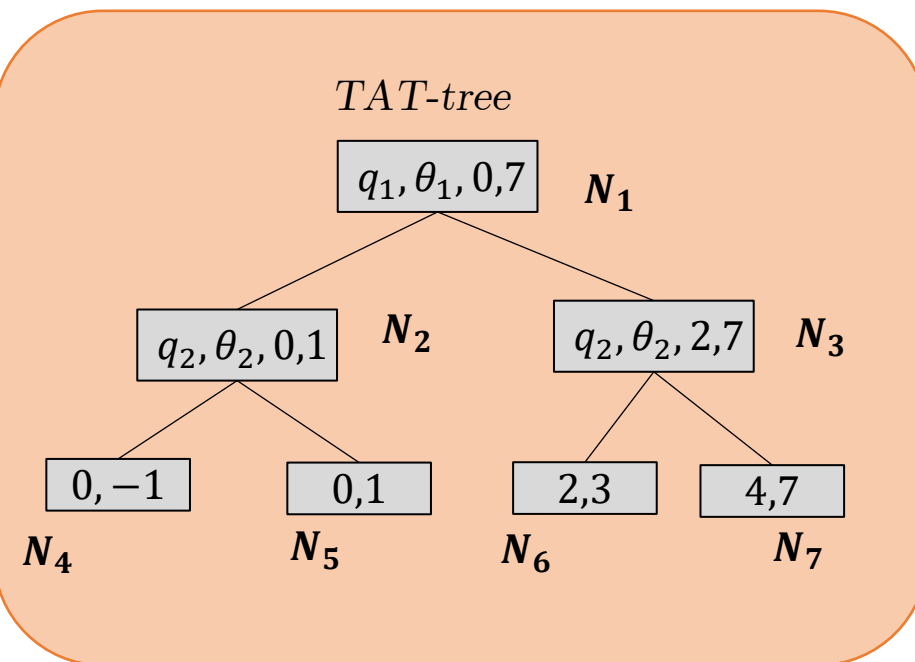 TAT-tree
q₁, θ₁, 0,7
N₁
q₂, θ₂, 0,1
N₂
q₂, θ₂, 2,7
N₃
0, −1
0,1
2,3
4,7
N₄
N₅
N₆
N₇